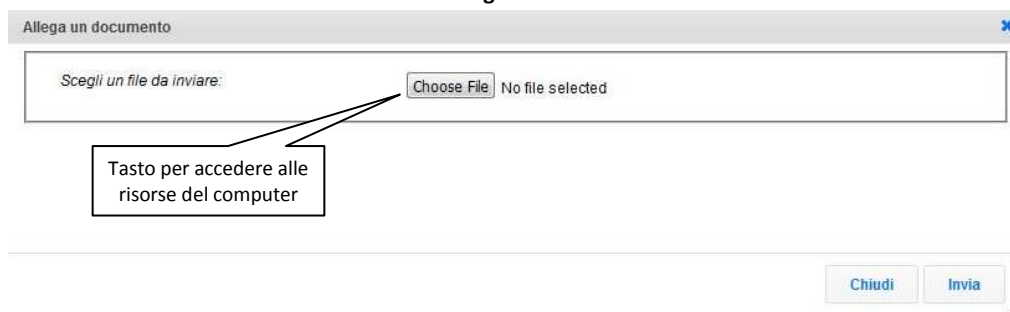 Allega un documento
Scegli un file da inviare:
Choose File No file selected
Tasto per accedere alle
risorse del computer
Chiudi Invia